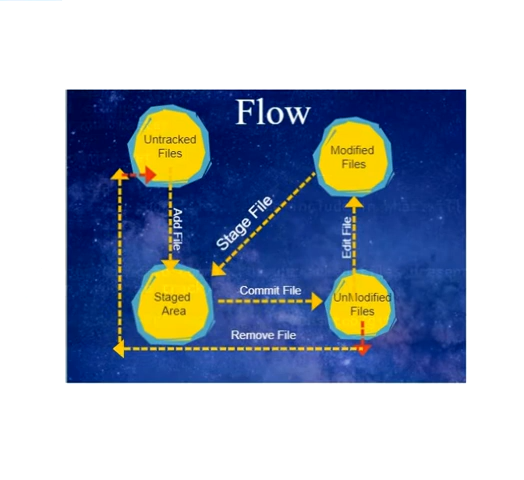 Flow
Untracked
Files
Modified
Files
Add File
Stage File
Edit File
Staged
Area
Commit File
UnModified
Files
Remove File